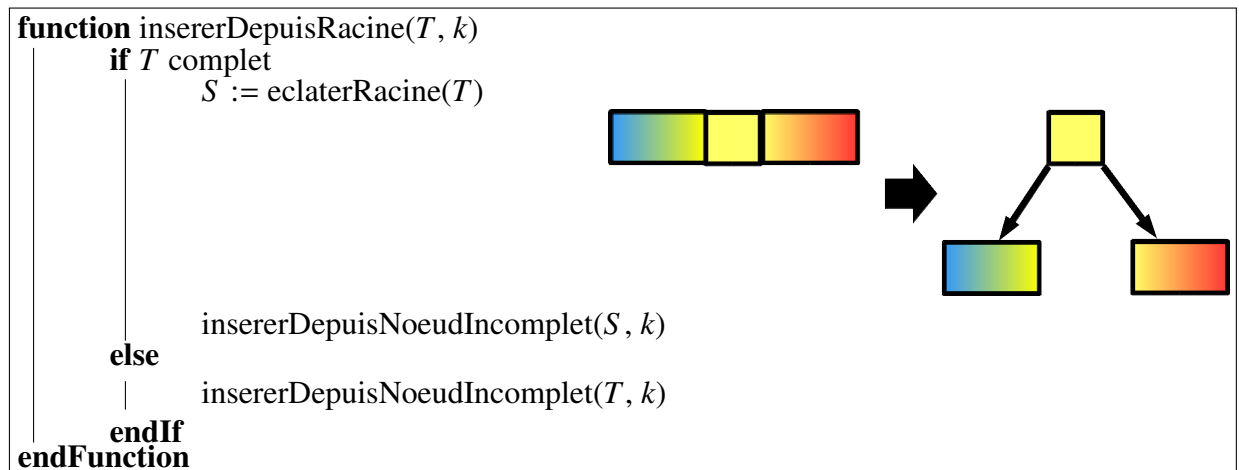 function insererDepuisRacine(T, k)
if T complet
S := eclaterRacine(T)
insererDepuisNoeudIncomplet(S, k)
else
insererDepuisNoeudIncomplet(T, k)
endIf
endFunction